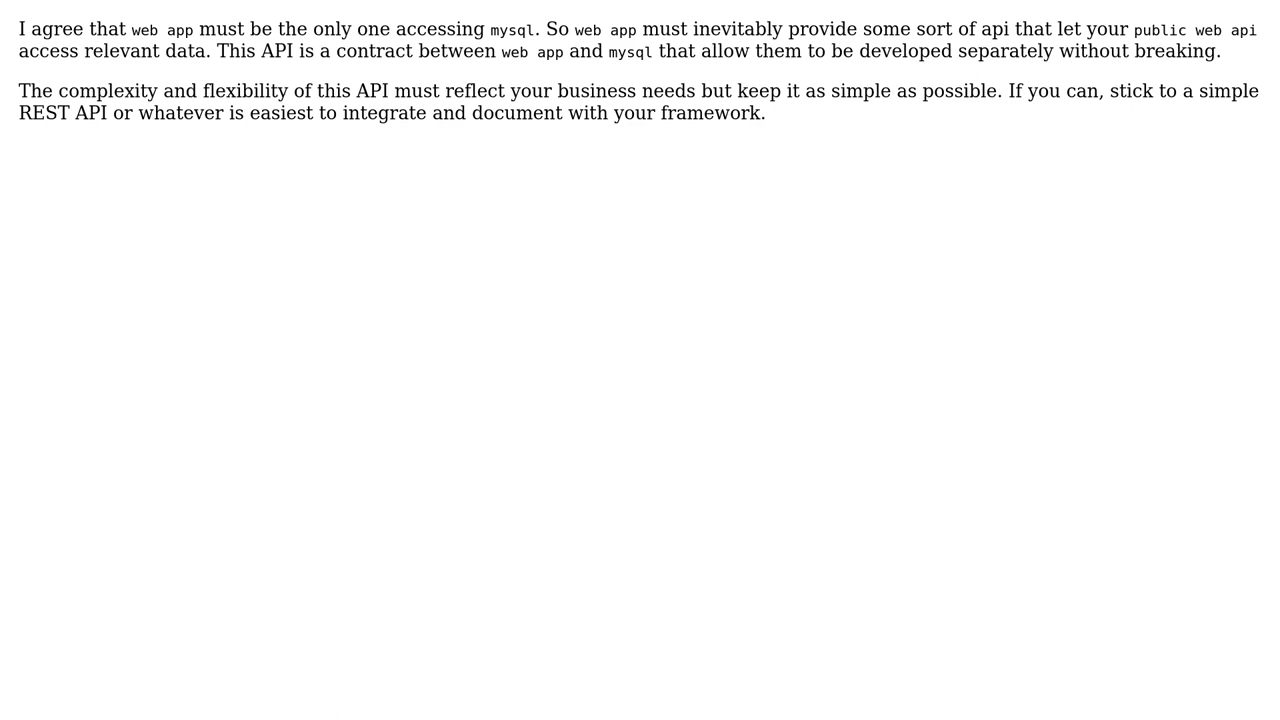 I agree that web app must be the only one accessing mysql. So web app must inevitably provide some sort of api that let your public web api
access relevant data. This API is a contract between web app and mysql that allow them to be developed separately without breaking.
The complexity and flexibility of this API must reflect your business needs but keep it as simple as possible. If you can, stick to a simple
REST API or whatever is easiest to integrate and document with your framework.